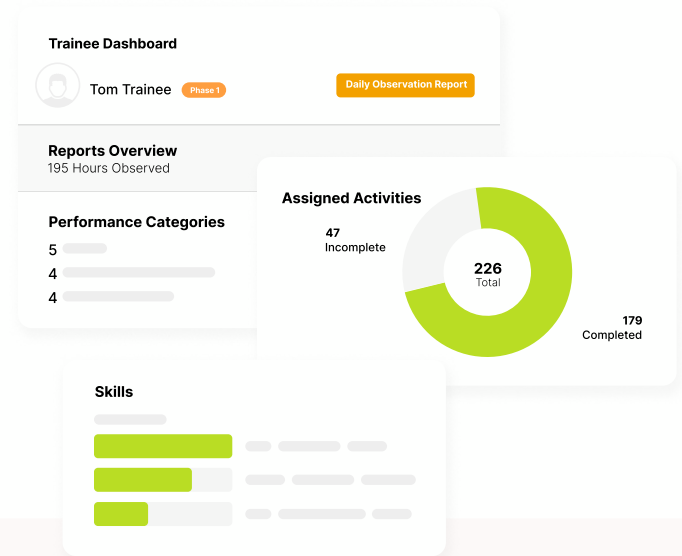 Trainee Dashboard
Tom Trainee
Phase 1
Daily Observation Report
Reports Overview
195 Hours Observed
Performance Categories
5
4
4
Assigned Activities
47
Incomplete
226
Total
179
Completed
Skills